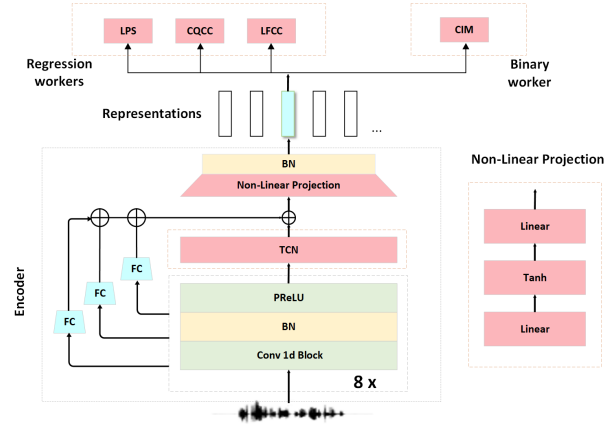 LPS
CQCC
LFCC
CIM
Regression
workers
Binary
worker
Representations
...
BN
Non-Linear Projection
Non-Linear Projection
TCN
FC
FC
FC
PReLU
BN
Conv 1d Block
8 x
Encoder
Linear
Tanh
Linear